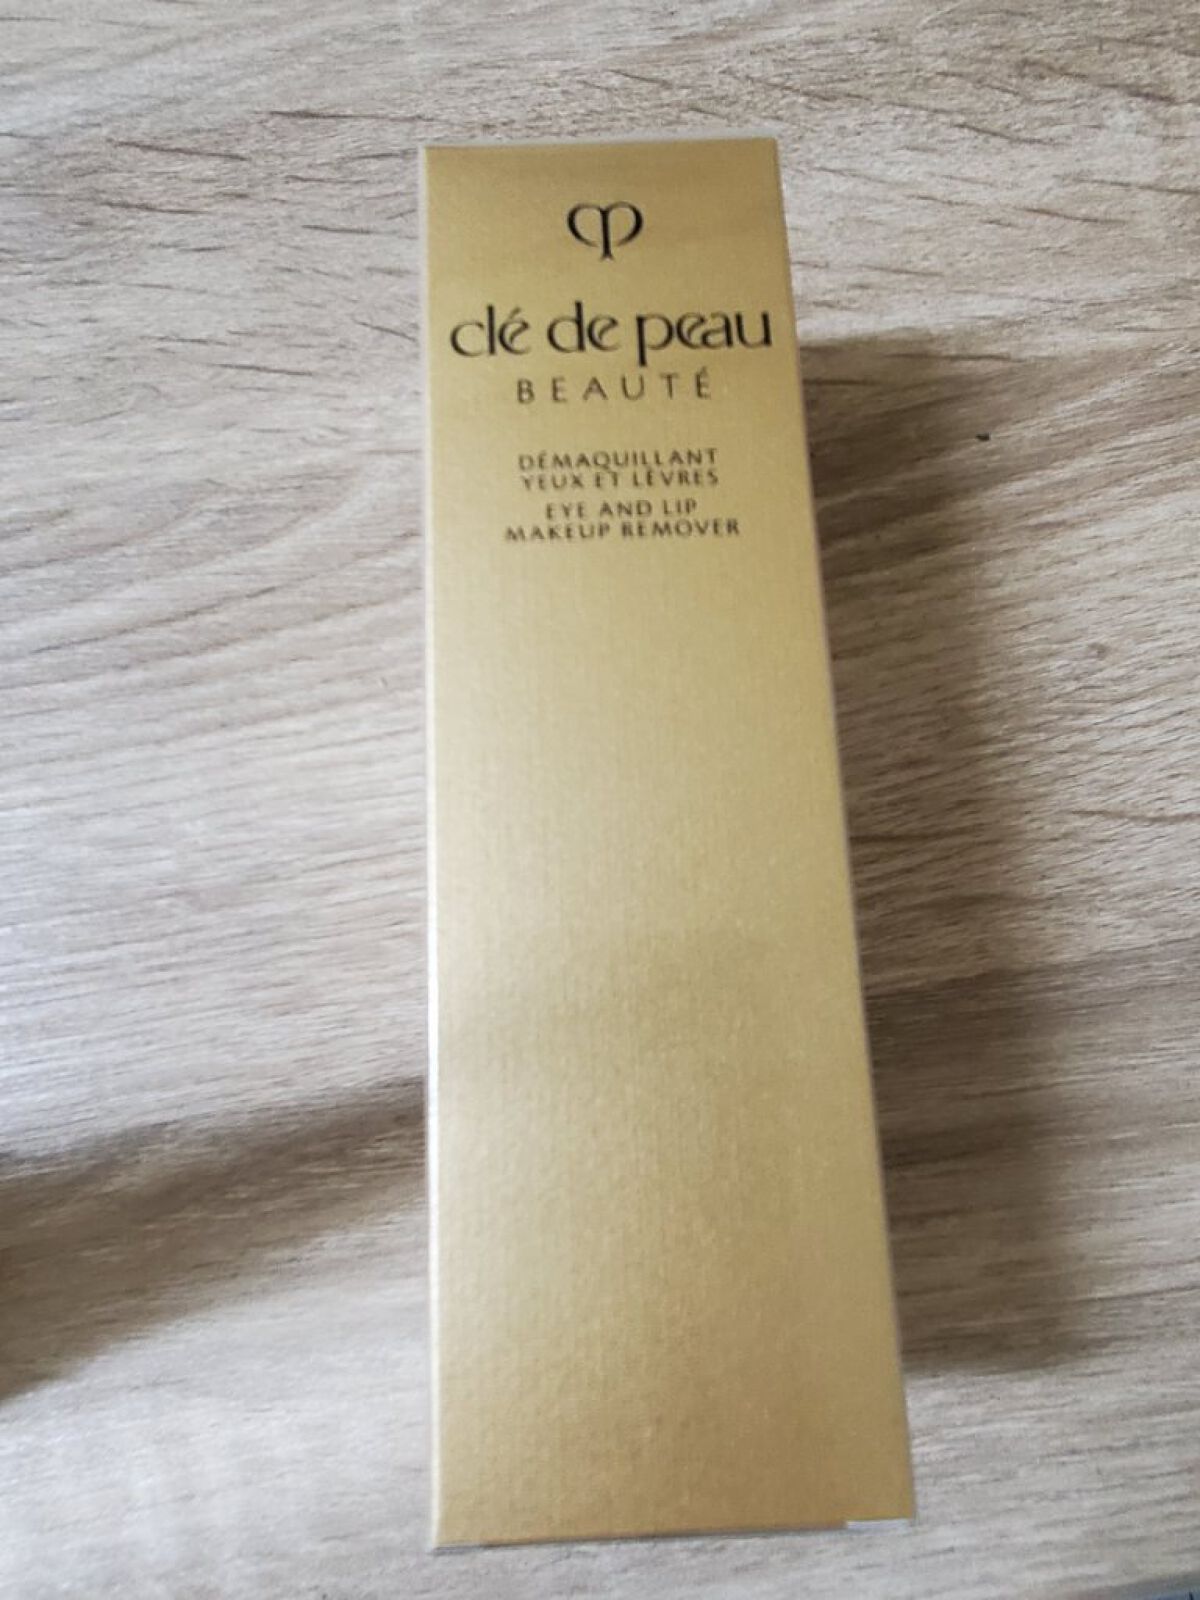 clé de peau
BEAUTÉ
DÉMAQUILLANT
YEUX ET LÈVRES
EYE AND LIP
MAKEUP REMOVER